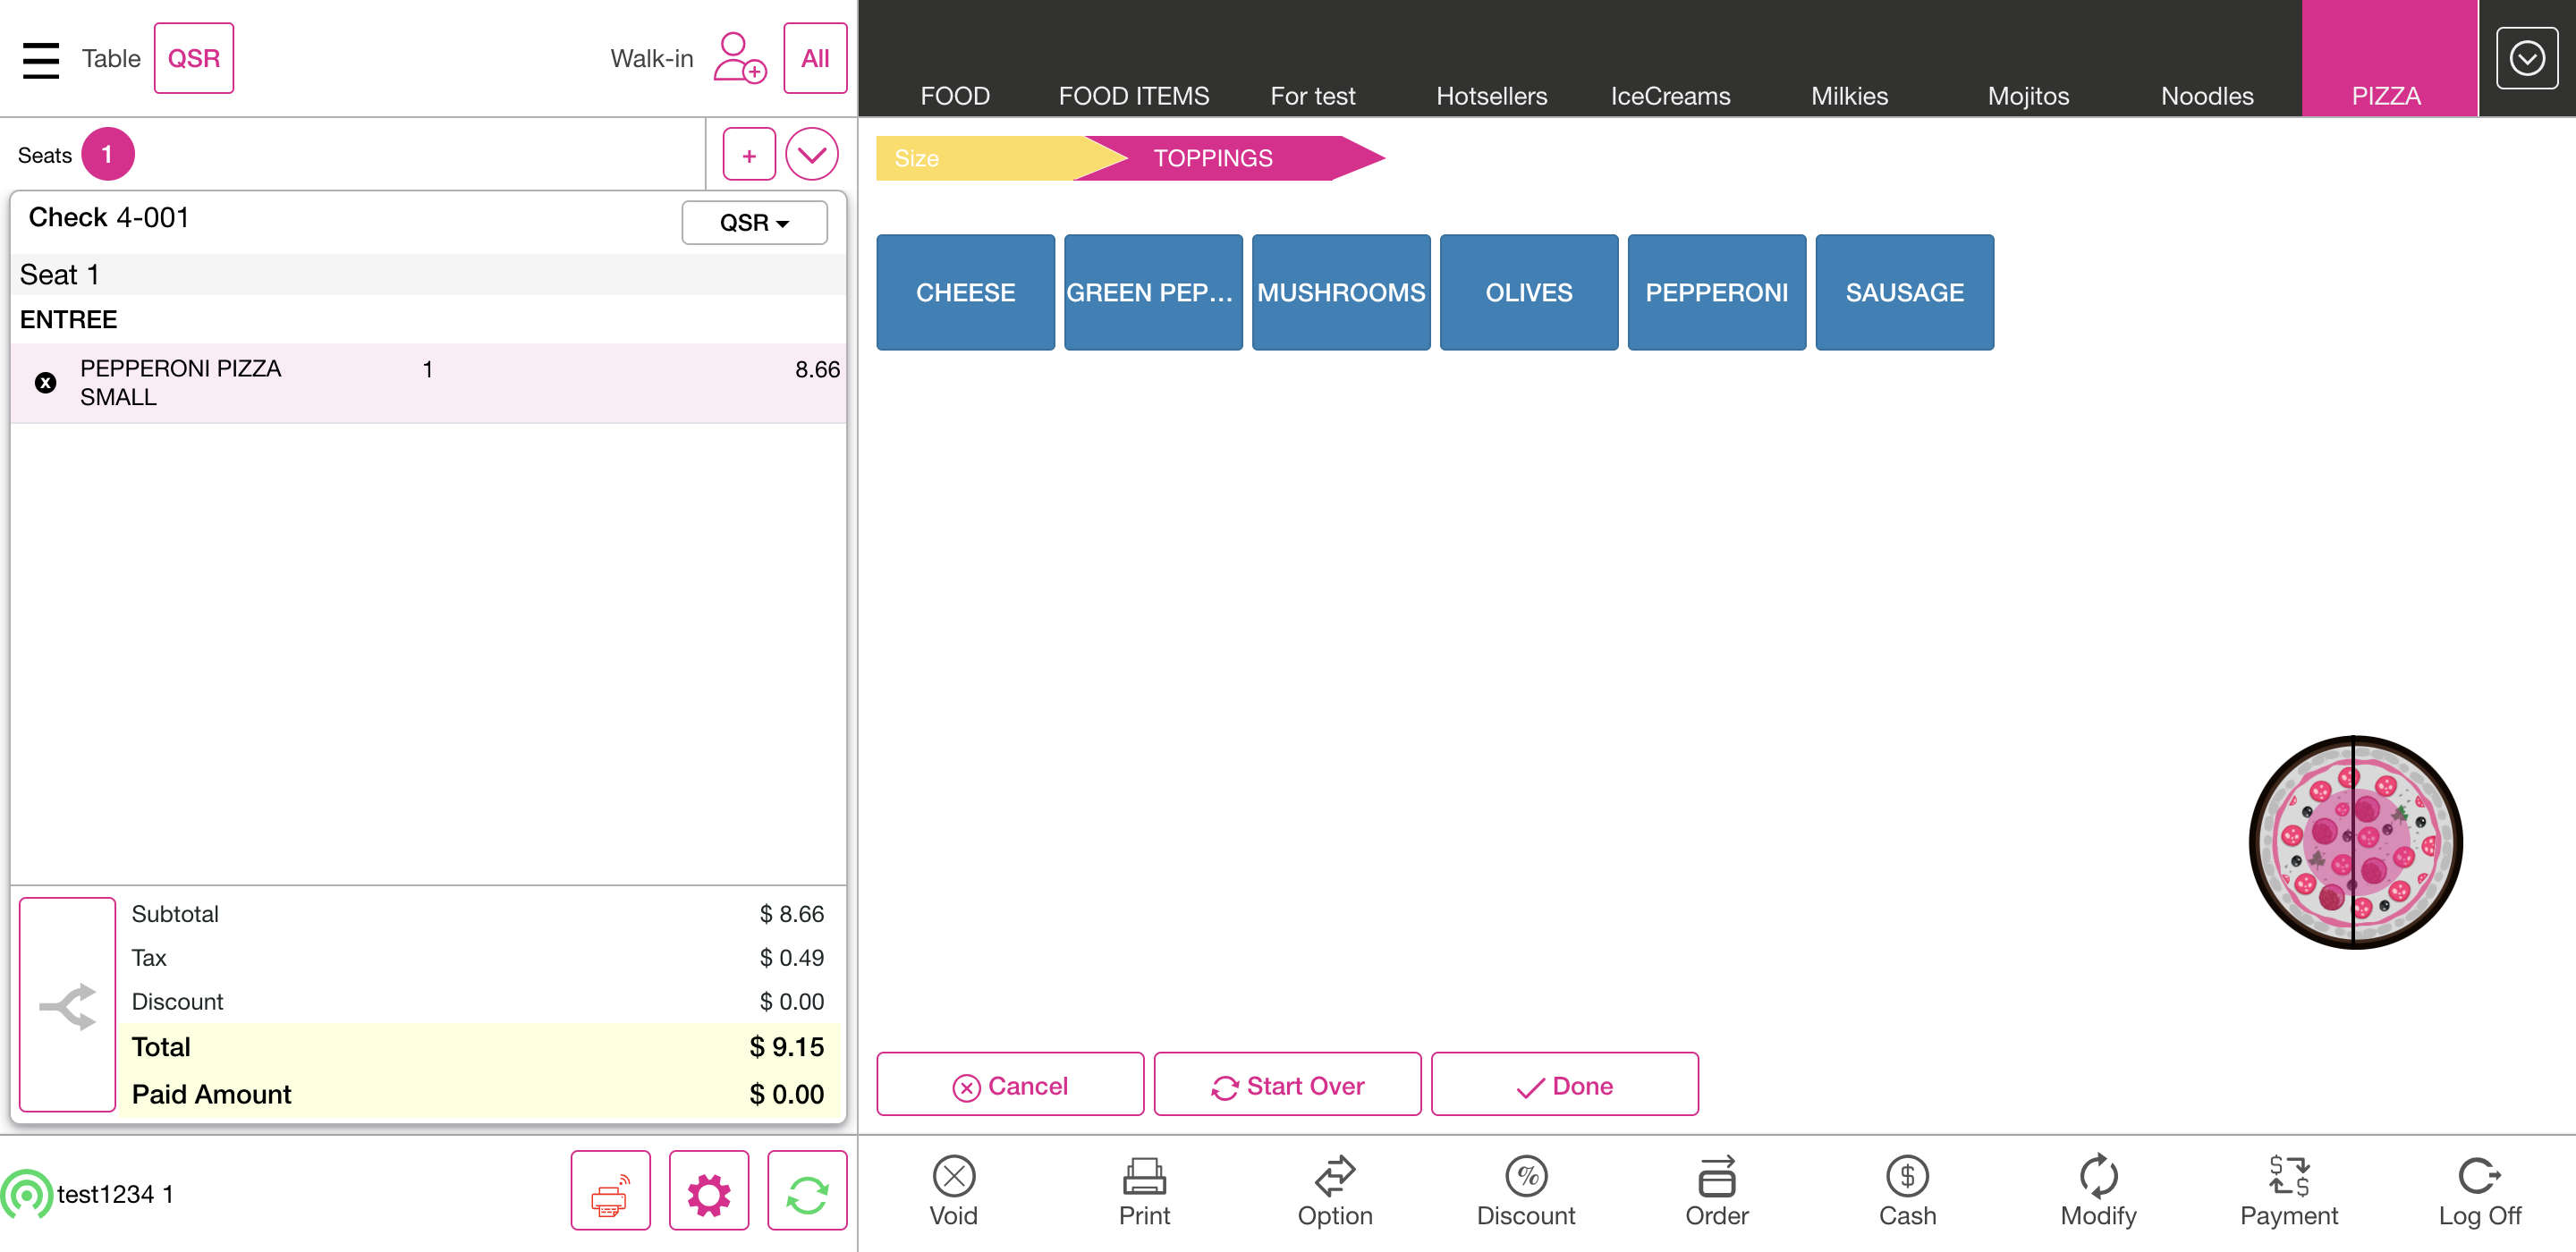 Table QSR Walk-in All
FOOD FOOD ITEMS For test Hotsellers IceCreams Milkies Mojitos Noodles PIZZA
Seats 1 +
Check 4-001 QSR
Seat 1
ENTREE
x PEPPERONI PIZZA 1 8.66
SMALL
Subtotal $ 8.66
Tax $ 0.49
Discount $ 0.00
Total $ 9.15
Paid Amount $ 0.00
test1234 1
Size TOPPINGS
CHEESE GREEN PEP... MUSHROOMS OLIVES PEPPERONI SAUSAGE
Cancel Start Over Done
Void Print Option Discount Order Cash Modify Payment Log Off